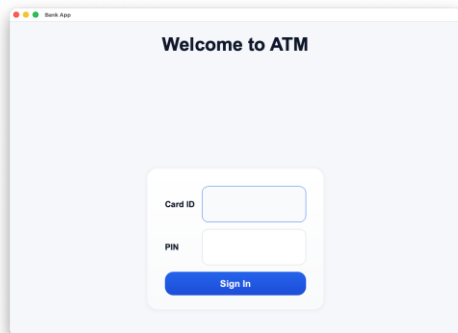 Bank App
Welcome to ATM
Card ID
PIN
Sign In